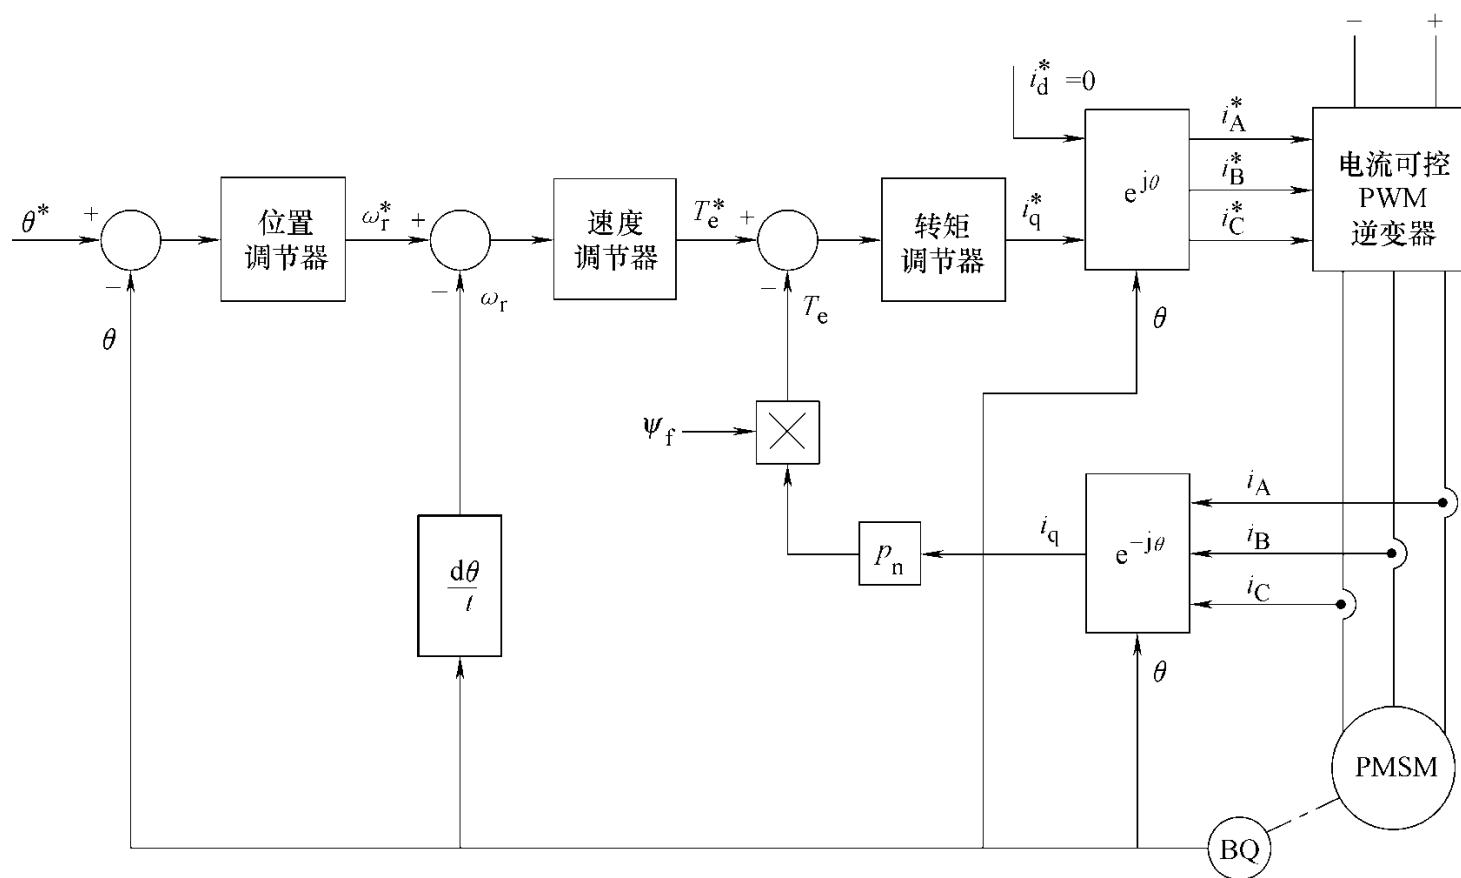 − +
i*d =0
i*A
i*B
i*C
电流可控
PWM
逆变器
e^jθ
θ* + −
θ
位置
调节器
ω*r + −
ωr
速度
调节器
T*e + −
Te
转矩
调节器
i*q
θ
ψf
×
pn
iq
e^−jθ
iA
iB
iC
θ
dθ
t
PMSM
BQ